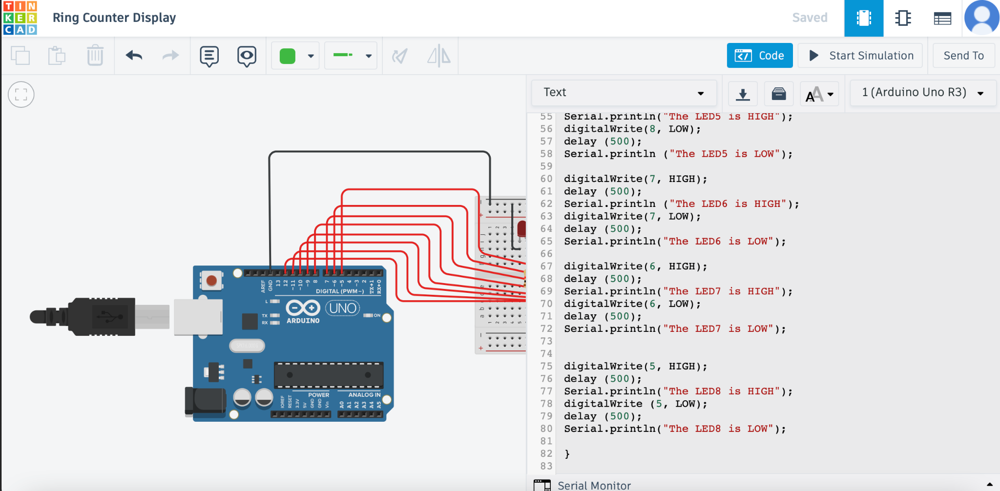 TIN
KER
CAD
Ring Counter Display
Saved
Code
Start Simulation
Send To
Text
1 (Arduino Uno R3)
55 Serial.println("The LED5 is HIGH");
56 digitalWrite(8, LOW);
57 delay (500);
58 Serial.println ("The LED5 is LOW");
59
60 digitalWrite(7, HIGH);
61 delay (500);
62 Serial.println ("The LED6 is HIGH");
63 digitalWrite(7, LOW);
64 delay (500);
65 Serial.println("The LED6 is LOW");
66
67 digitalWrite(6, HIGH);
68 delay (500);
69 Serial.println("The LED7 is HIGH");
70 digitalWrite(6, LOW);
71 delay (500);
72 Serial.println("The LED7 is LOW");
73
74
75 digitalWrite(5, HIGH);
76 delay (500);
77 Serial.println("The LED8 is HIGH");
78 digitalWrite (5, LOW);
79 delay (500);
80 Serial.println("The LED8 is LOW");
81
82 }
83
Serial Monitor
AREF GND 13 12 ~11 ~10 ~9 8 7 ~6 ~5 4 ~3 2 TX→1 RX←0
DIGITAL (PWM~)
L
TX
RX
UNO
ARDUINO
ON
POWER
ANALOG IN
IOREF RESET 3.3V 5V GND GND Vin A0 A1 A2 A3 A4 A5